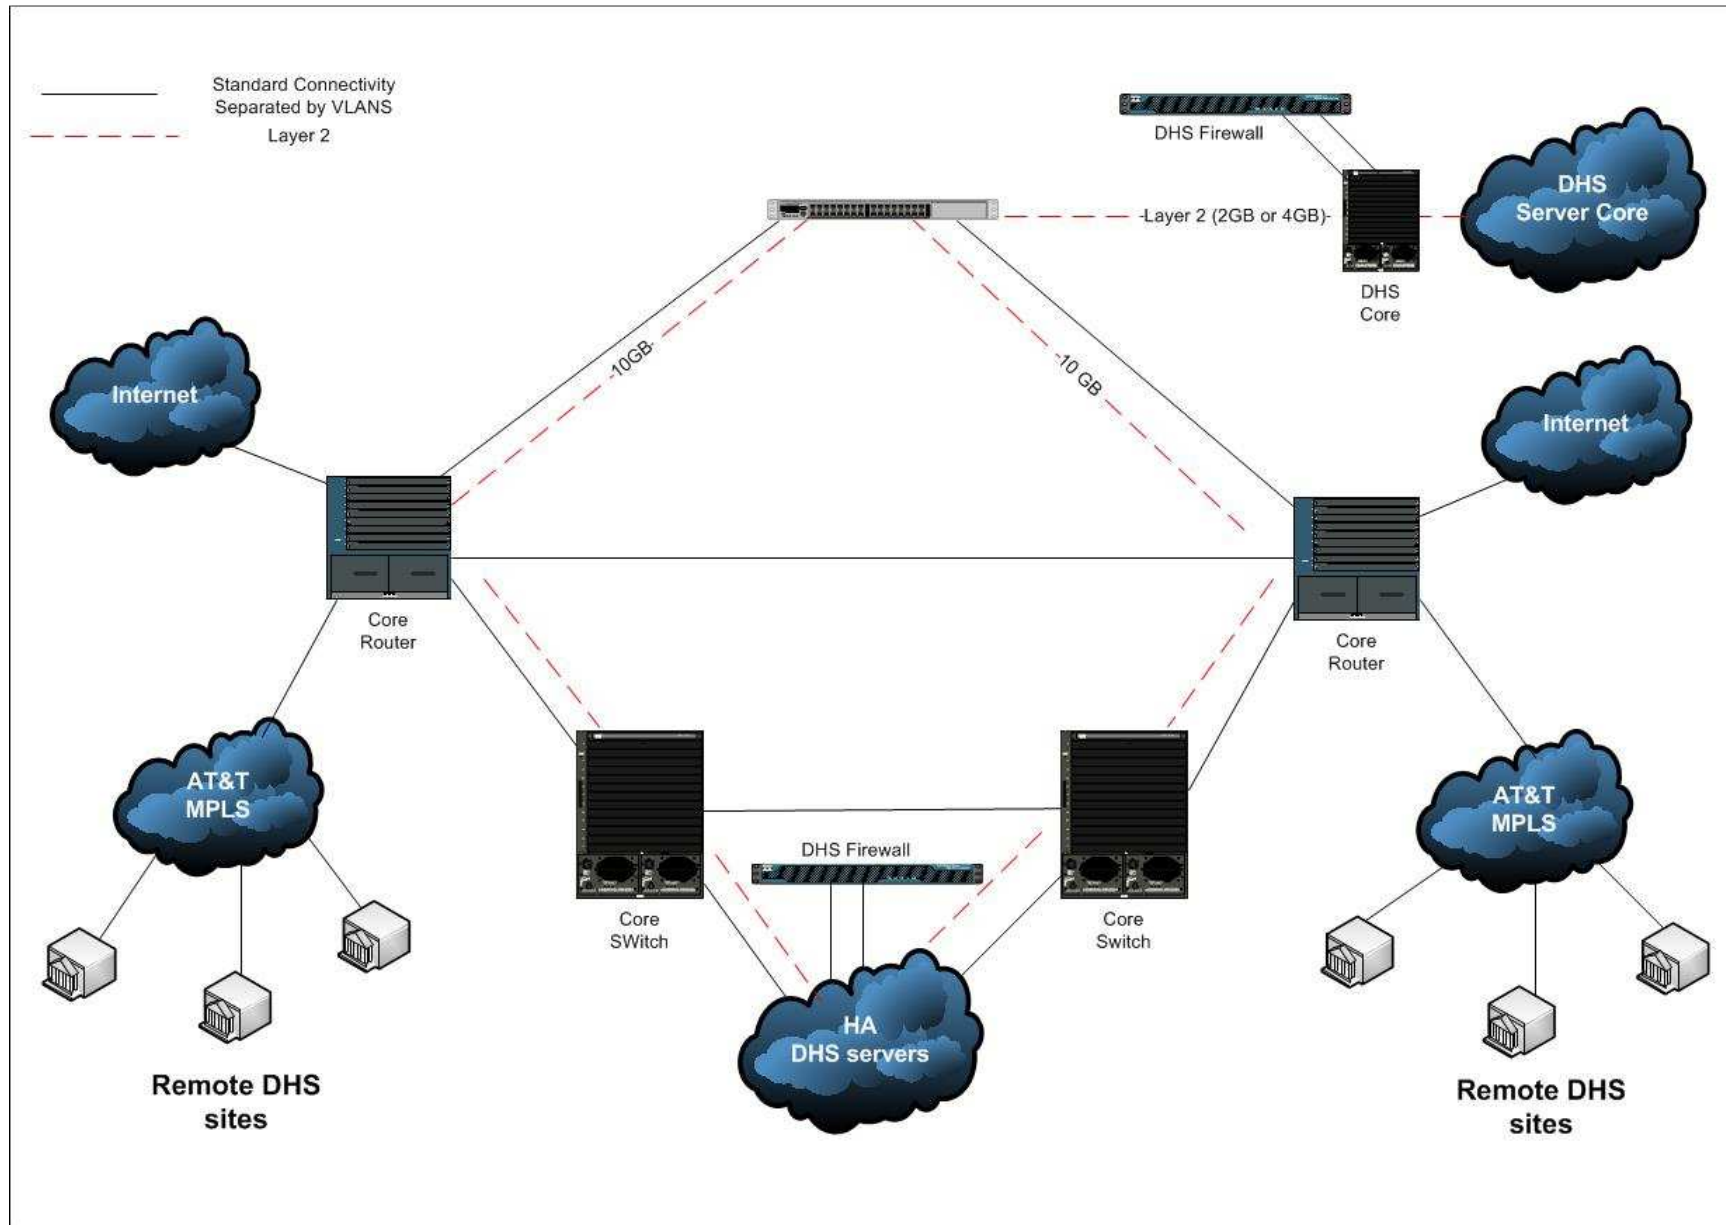 Standard Connectivity
Separated by VLANS
Layer 2
DHS Firewall
DHS
Server Core
Layer 2 (2GB or 4GB)
DHS
Core
10GB
10 GB
Internet
Internet
Core
Router
Core
Router
AT&T
MPLS
AT&T
MPLS
DHS Firewall
Core
SWitch
Core
Switch
HA
DHS servers
Remote DHS
sites
Remote DHS
sites